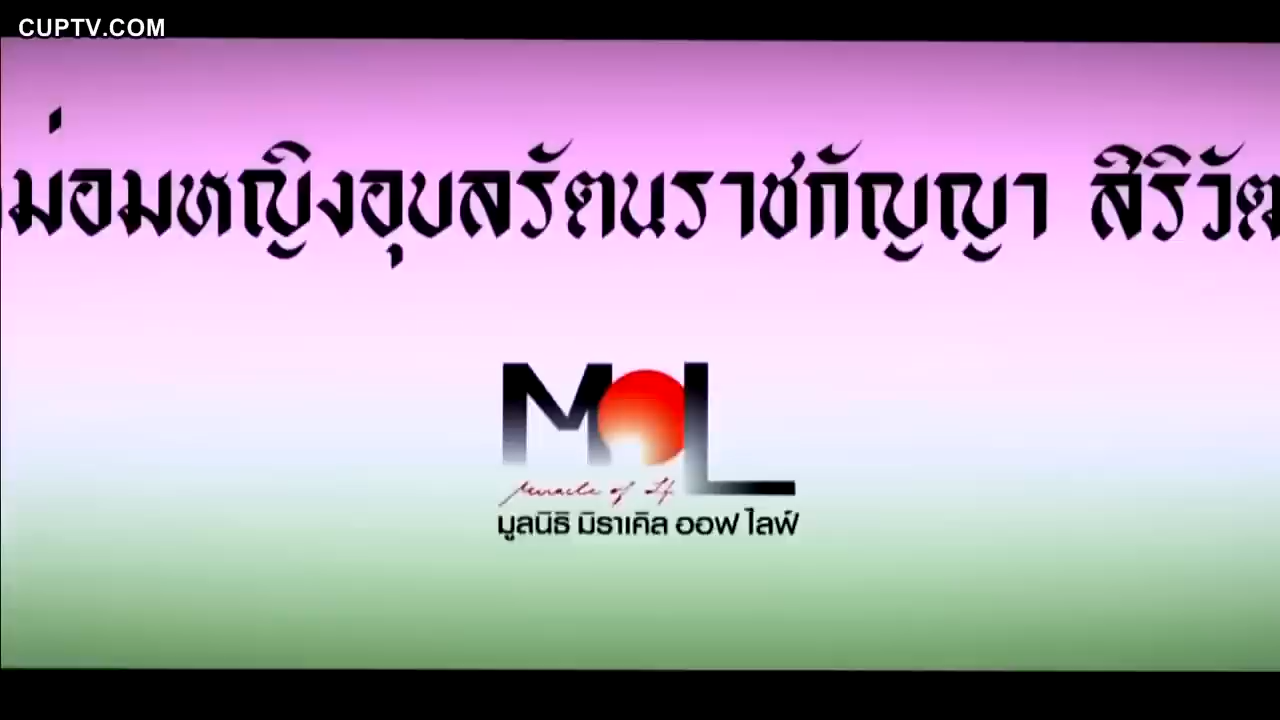 CUPTV.COM
ม่อมหญิงอุบลรัตนราชกัญญา สิริวัฒ
MOL
Miracle of Life
มูลนิธิ มิราเคิล ออฟ ไลฟ์